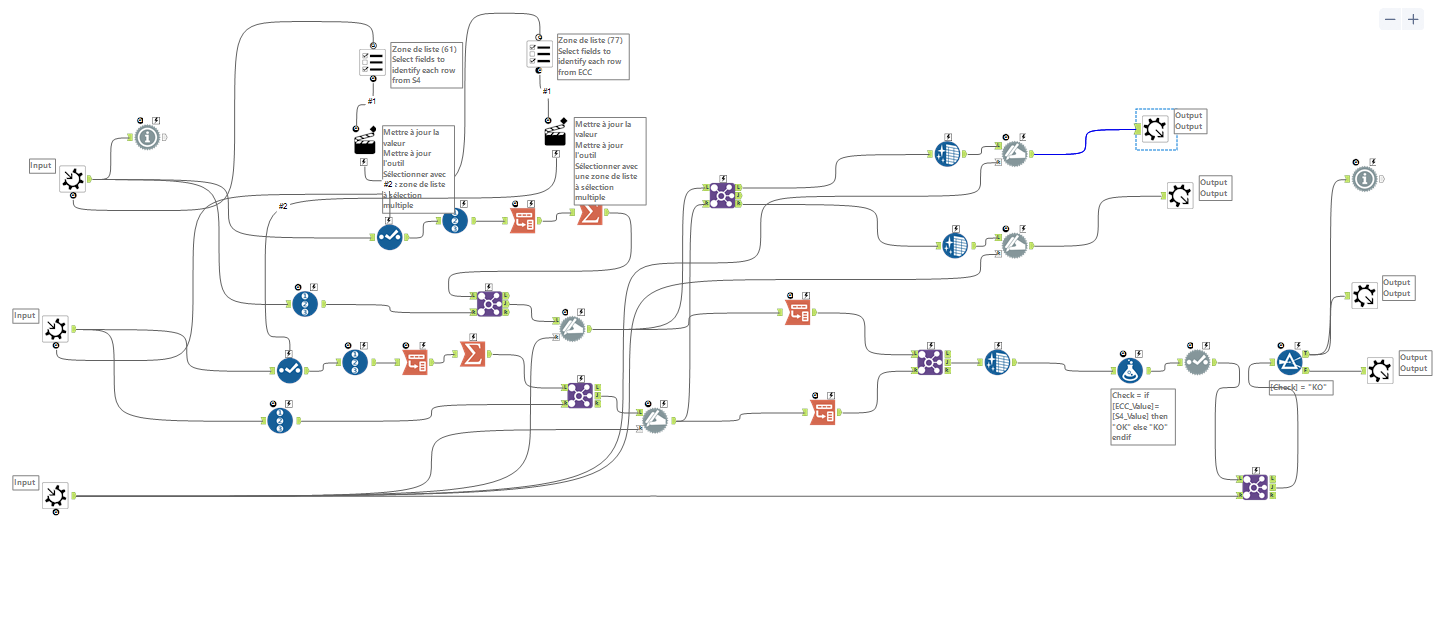 Zone de liste (61)
Select fields to
identify each row
from S4
Zone de liste (77)
Select fields to
identify each row
from ECC
#1
#1
Mettre à jour la
valeur
Mettre à jour
l'outil
Sélectionner avec
#2 : zone de liste
à sélection
multiple
Mettre à jour la
valeur
Mettre à jour
l'outil
Sélectionner avec
une zone de liste
à sélection
multiple
#2
Input
Input
Input
Output
Output
Output
Output
Output
Output
Output
Output
Check = if
[ECC_Value]=
[S4_Value] then
"OK" else "KO"
endif
[Check] = "KO"